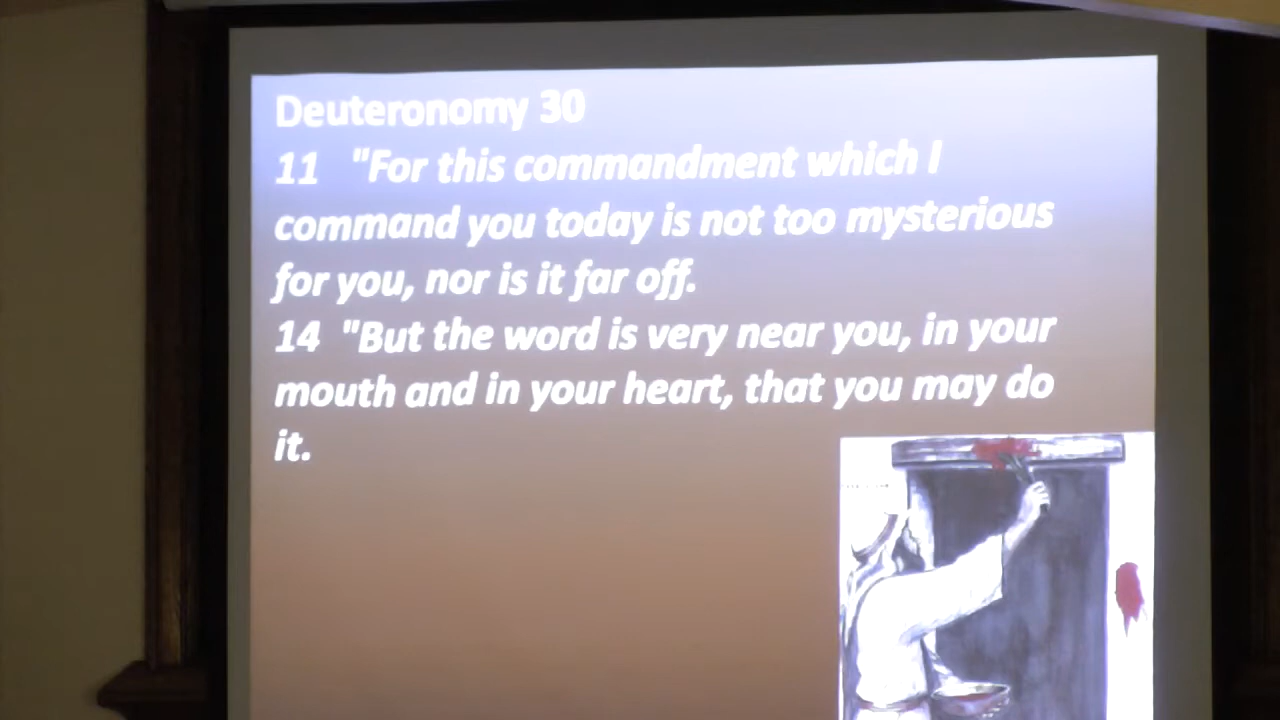 Deuteronomy 30
11 "For this commandment which I
command you today is not too mysterious
for you, nor is it far off.
14 "But the word is very near you, in your
mouth and in your heart, that you may do
it.